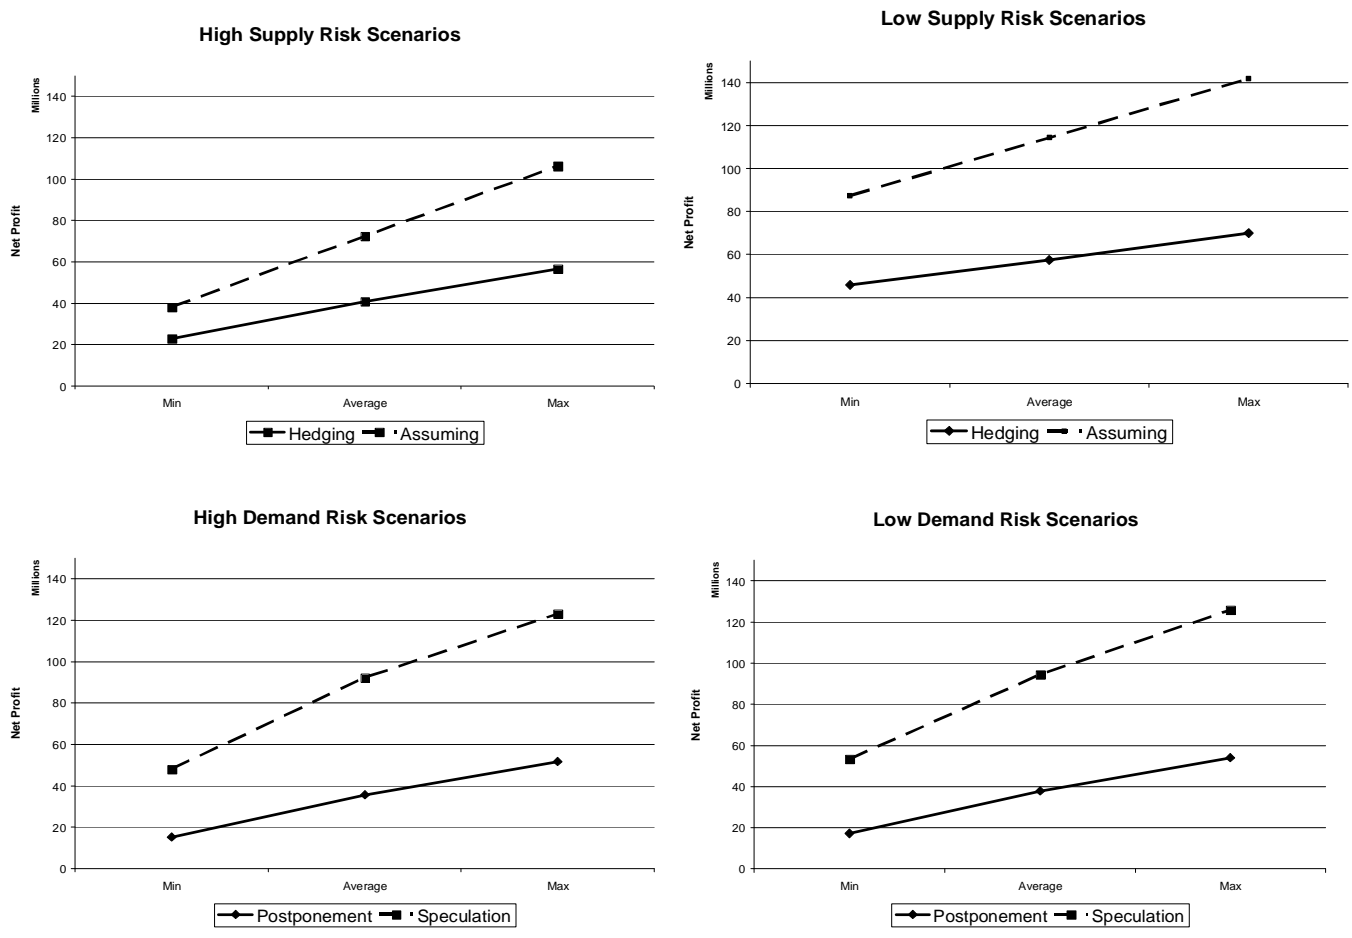 High Supply Risk Scenarios
Millions
Net Profit
140
120
100
80
60
40
20
0
Min Average Max
Hedging Assuming
Low Supply Risk Scenarios
Millions
Net Profit
140
120
100
80
60
40
20
0
Min Average Max
Hedging Assuming
High Demand Risk Scenarios
Millions
Net Profit
140
120
100
80
60
40
20
0
Min Average Max
Postponement Speculation
Low Demand Risk Scenarios
Millions
Net Profit
140
120
100
80
60
40
20
0
Min Average Max
Postponement Speculation